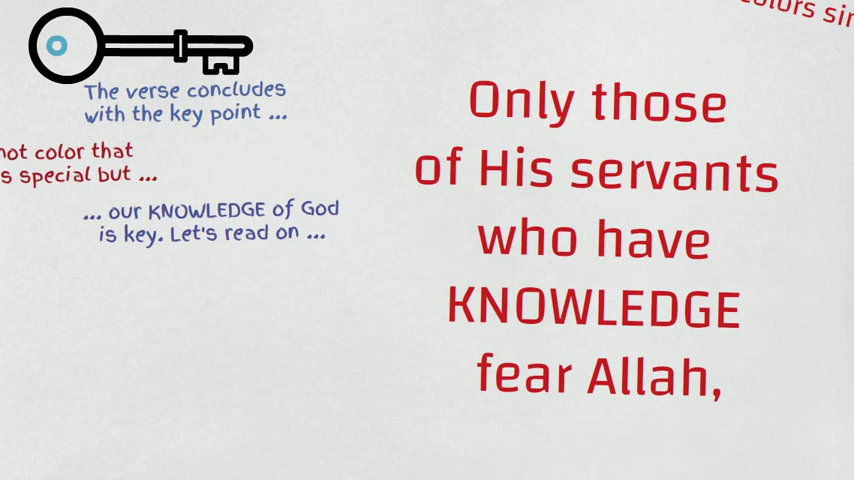 colors
The verse concludes
with the key point ...
not color that
special but ...
... our KNOWLEDGE of God
is key. Let's read on ...
Only those
of His servants
who have
KNOWLEDGE
fear Allah,